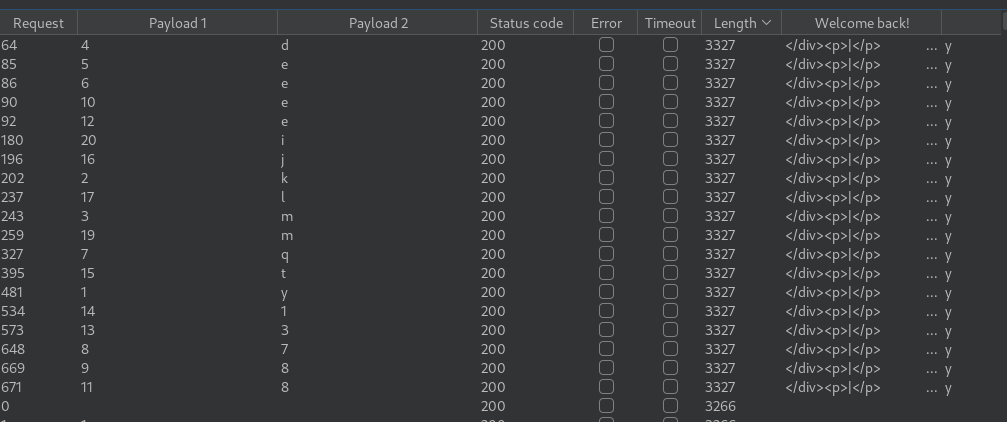 Request Payload 1 Payload 2 Status code Error Timeout Length Welcome back!
64 4 d 200 3327 </div><p>|</p> ... y
85 5 e 200 3327 </div><p>|</p> ... y
86 6 e 200 3327 </div><p>|</p> ... y
90 10 e 200 3327 </div><p>|</p> ... y
92 12 e 200 3327 </div><p>|</p> ... y
180 20 i 200 3327 </div><p>|</p> ... y
196 16 j 200 3327 </div><p>|</p> ... y
202 2 k 200 3327 </div><p>|</p> ... y
237 17 l 200 3327 </div><p>|</p> ... y
243 3 m 200 3327 </div><p>|</p> ... y
259 19 m 200 3327 </div><p>|</p> ... y
327 7 q 200 3327 </div><p>|</p> ... y
395 15 t 200 3327 </div><p>|</p> ... y
481 1 y 200 3327 </div><p>|</p> ... y
534 14 1 200 3327 </div><p>|</p> ... y
573 13 3 200 3327 </div><p>|</p> ... y
648 8 7 200 3327 </div><p>|</p> ... y
669 9 8 200 3327 </div><p>|</p> ... y
671 11 8 200 3327 </div><p>|</p> ... y
0 200 3266